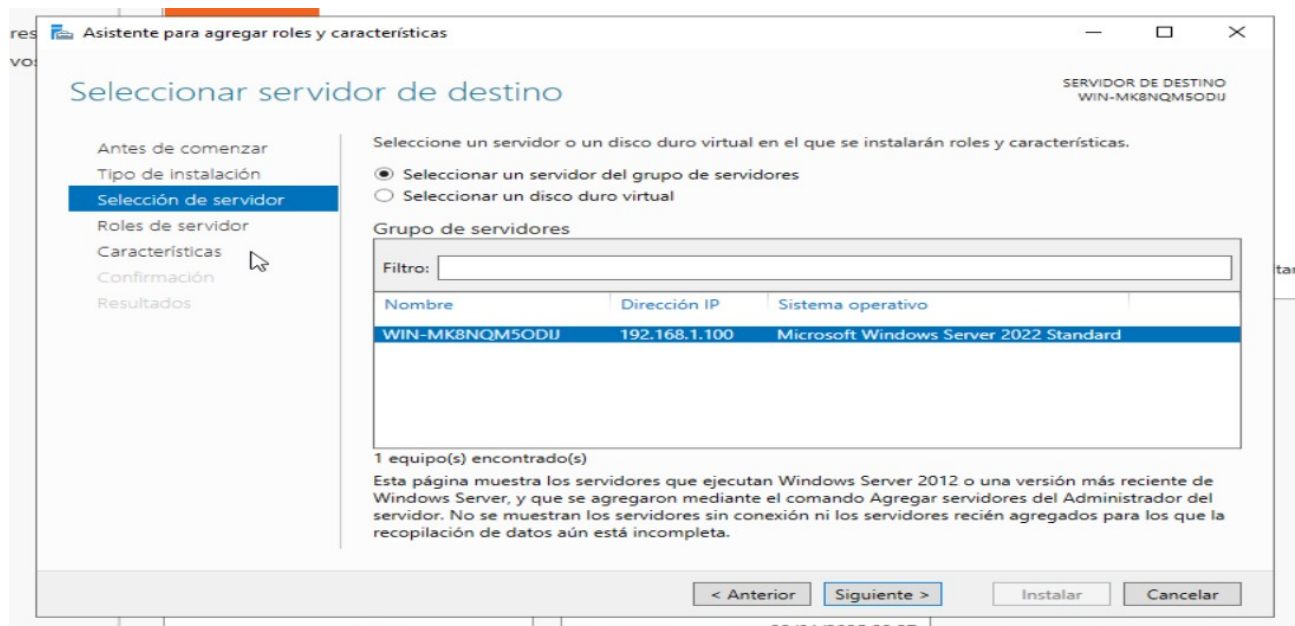 res
vo
Asistente para agregar roles y características
Seleccionar servidor de destino
SERVIDOR DE DESTINO
WIN-MK8NQM5ODIJ
Antes de comenzar
Tipo de instalación
Selección de servidor
Roles de servidor
Características
Confirmación
Resultados
Seleccione un servidor o un disco duro virtual en el que se instalarán roles y características.
Seleccionar un servidor del grupo de servidores
Seleccionar un disco duro virtual
Grupo de servidores
Filtro:
Nombre Dirección IP Sistema operativo
WIN-MK8NQM5ODIJ 192.168.1.100 Microsoft Windows Server 2022 Standard
1 equipo(s) encontrado(s)
Esta página muestra los servidores que ejecutan Windows Server 2012 o una versión más reciente de
Windows Server, y que se agregaron mediante el comando Agregar servidores del Administrador del
servidor. No se muestran los servidores sin conexión ni los servidores recién agregados para los que la
recopilación de datos aún está incompleta.
< Anterior Siguiente > Instalar Cancelar
tar